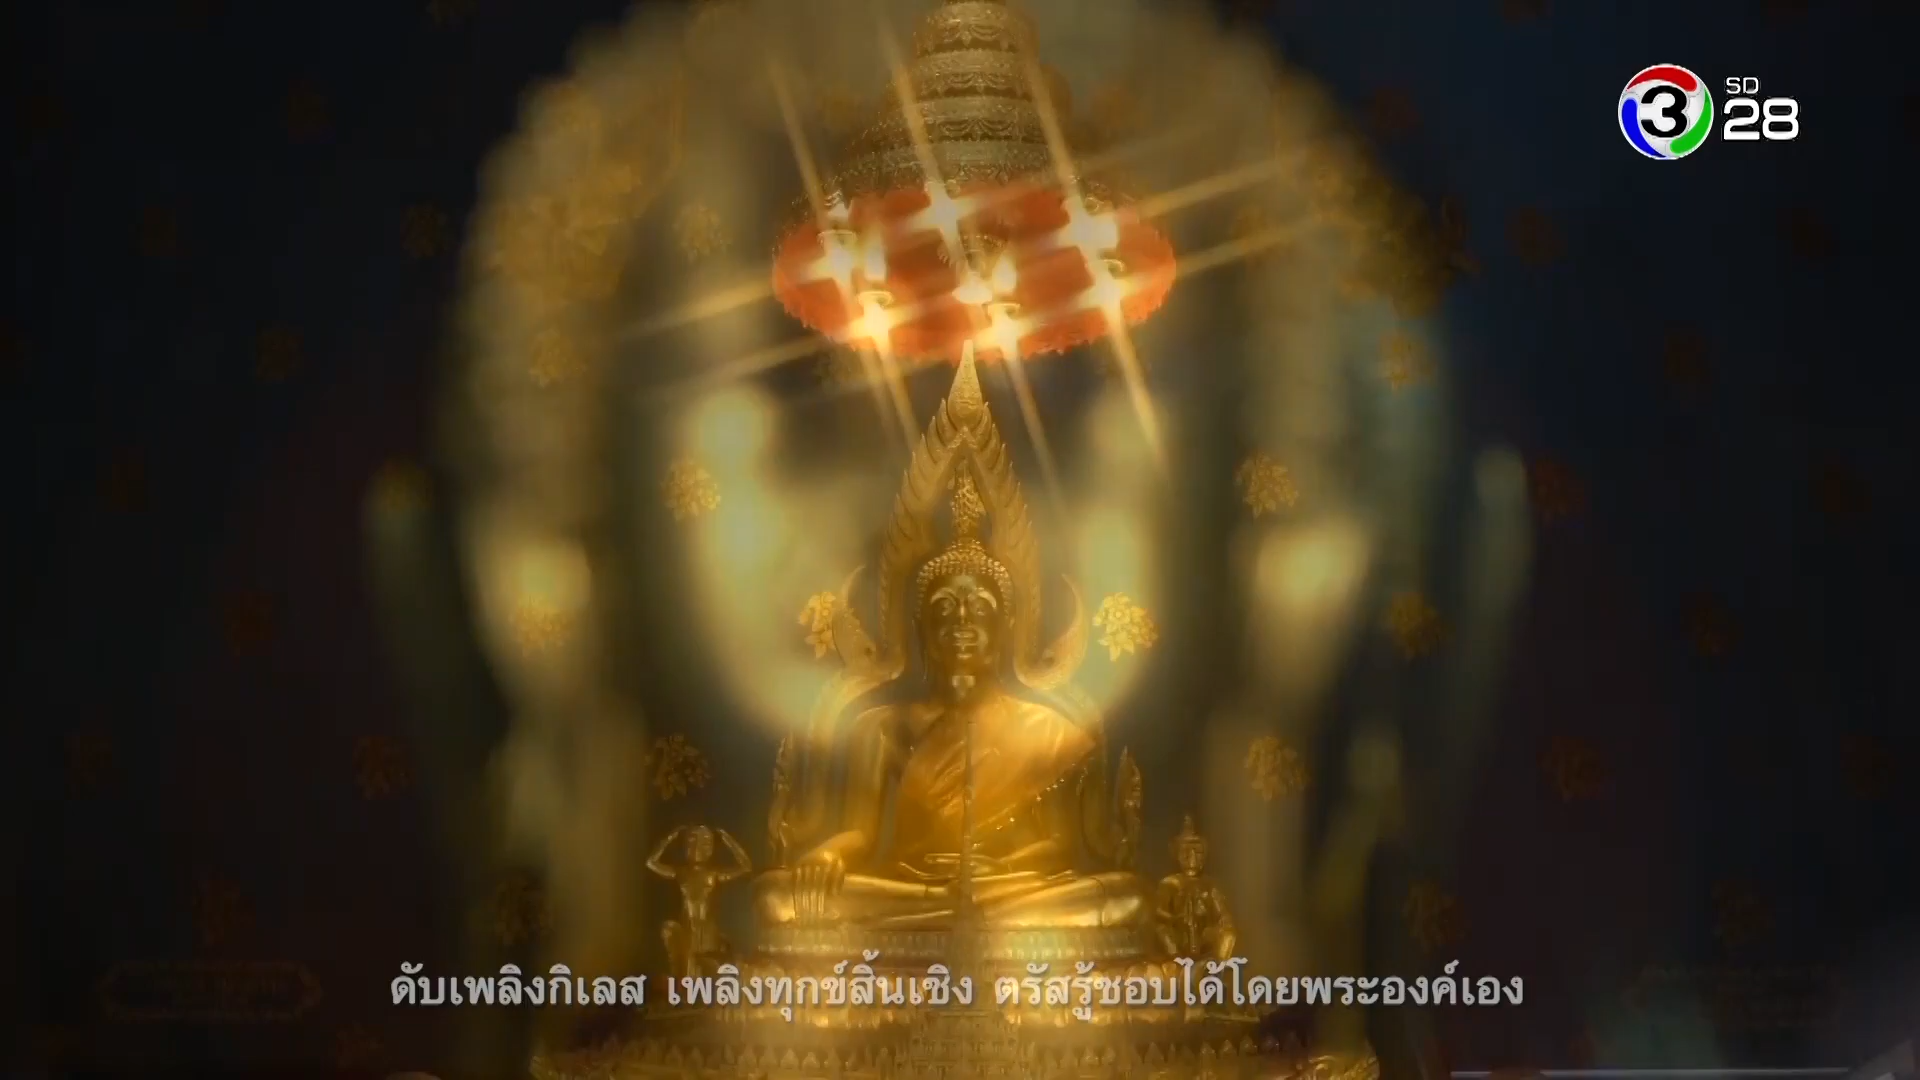 3 SD
28
ดับเพลิงกิเลส เพลิงทุกข์สิ้นเชิง ตรัสรู้ชอบได้โดยพระองค์เอง